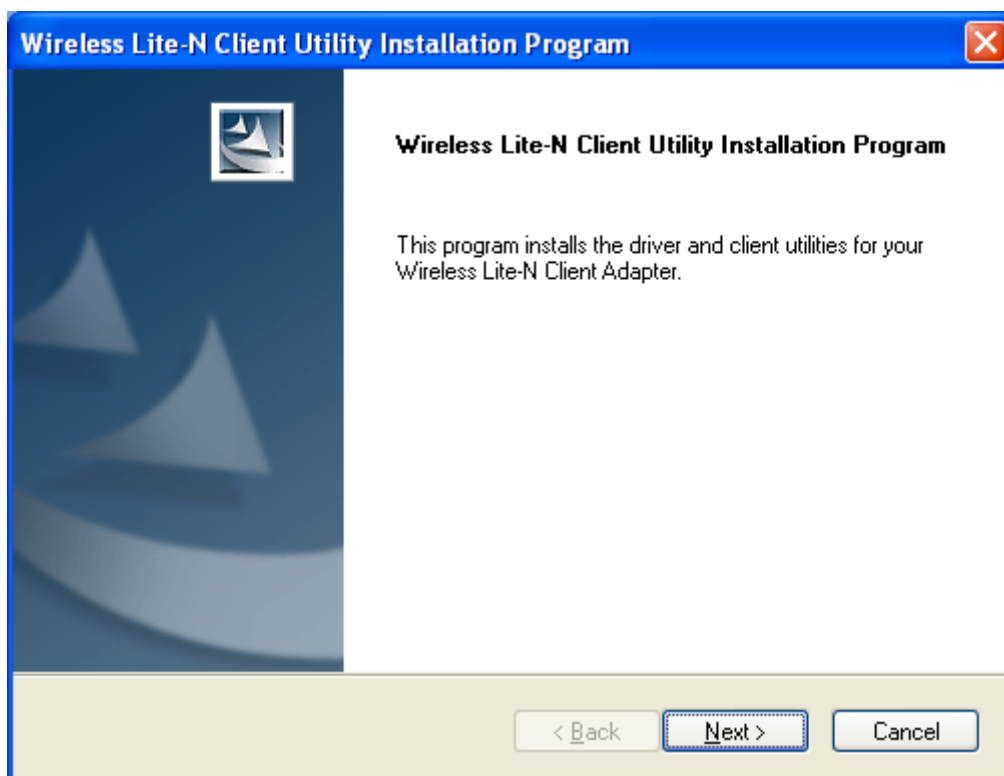 Wireless Lite-N Client Utility Installation Program
Wireless Lite-N Client Utility Installation Program
This program installs the driver and client utilities for your
Wireless Lite-N Client Adapter.
< Back Next > Cancel